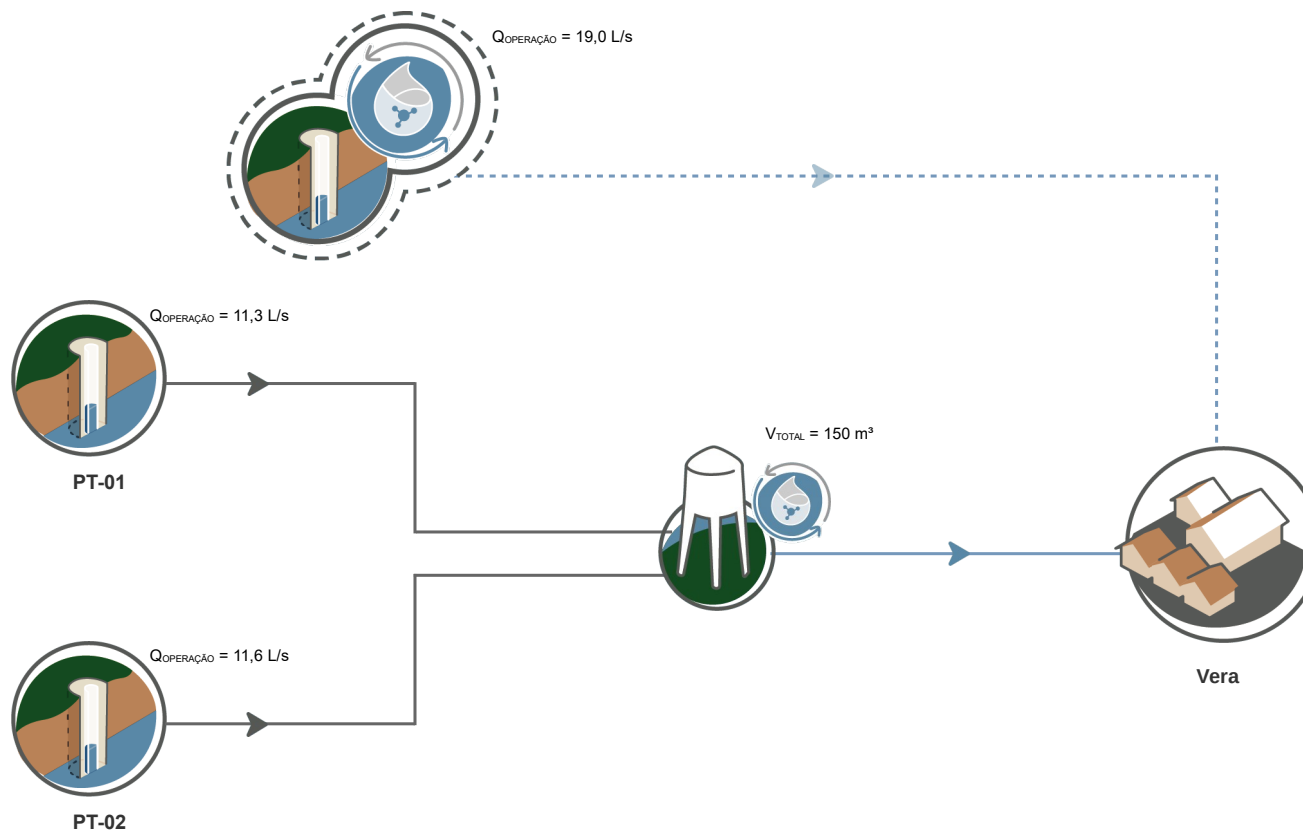 QOPERAÇÃO = 19,0 L/s
QOPERAÇÃO = 11,3 L/s
PT-01
VTOTAL = 150 m³
QOPERAÇÃO = 11,6 L/s
Vera
PT-02